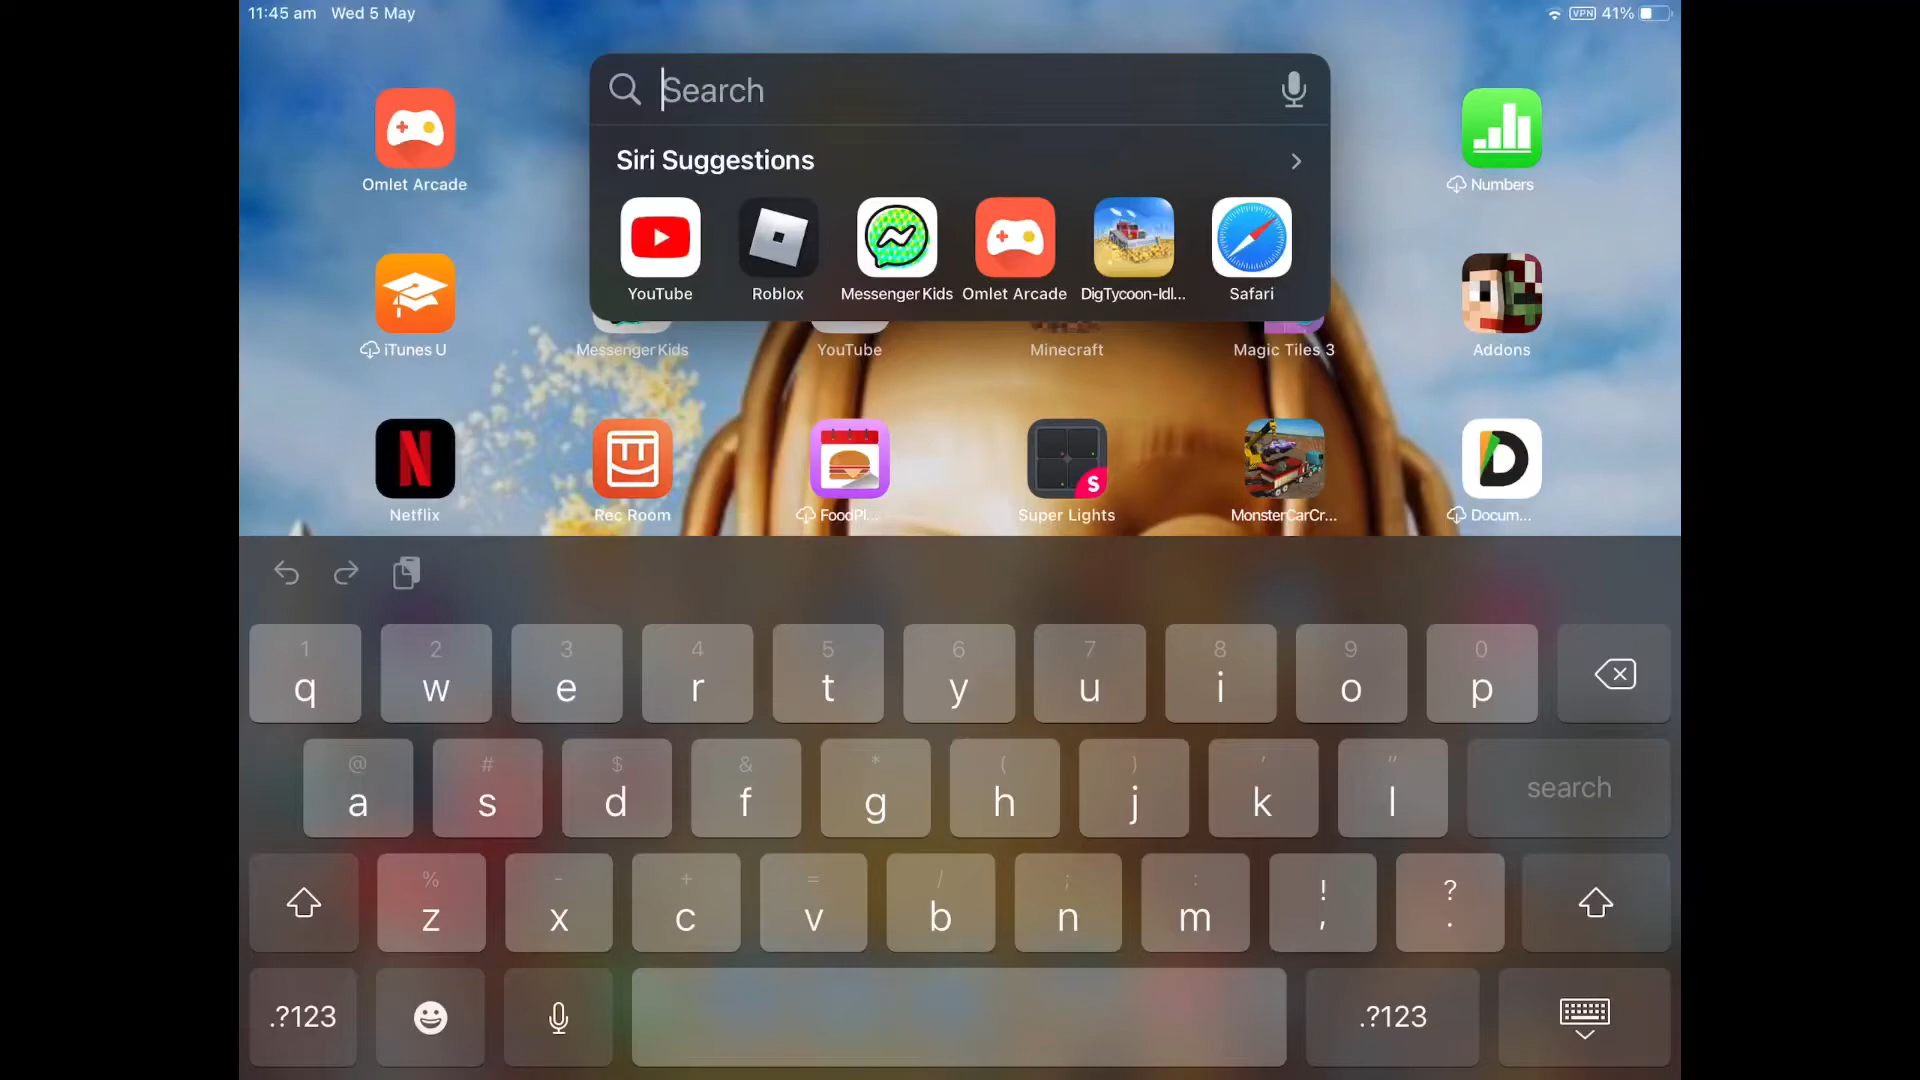 11:45 am Wed 5 May
VPN 41%
Search
Siri Suggestions
YouTube Roblox Messenger Kids Omlet Arcade DigTycoon-Idl... Safari
Omlet Arcade Numbers
iTunes U Messenger Kids YouTube Minecraft Magic Tiles 3 Addons
Netflix Rec Room FoodPl... Super Lights MonsterCarCr... Docum...
1 2 3 4 5 6 7 8 9 0
q w e r t y u i o p
@ # $ & * ( ) ' "
a s d f g h j k l search
% - + = / ; : ! ?
z x c v b n m , .
.?123 .?123